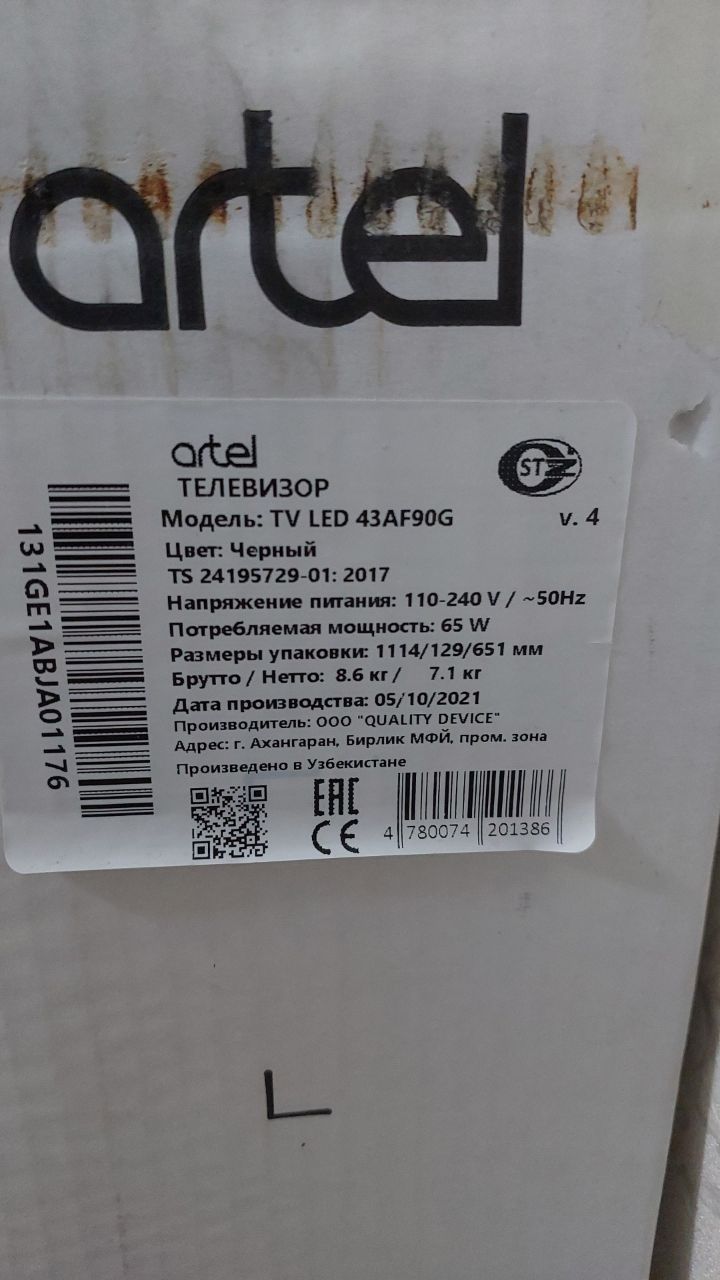 artel
artel
ТЕЛЕВИЗОР
Модель: TV LED 43AF90G v. 4
Цвет: Черный
TS 24195729-01: 2017
Напряжение питания: 110-240 V / ~50Hz
Потребляемая мощность: 65 W
Размеры упаковки: 1114/129/651 мм
Брутто / Нетто: 8.6 кг / 7.1 кг
Дата производства: 05/10/2021
Производитель: ООО "QUALITY DEVICE"
Адрес: г. Ахангаран, Бирлик МФЙ, пром. зона
Произведено в Узбекистане
131GE1ABJA01176
STZ
EAC
CE
4 780074 201386